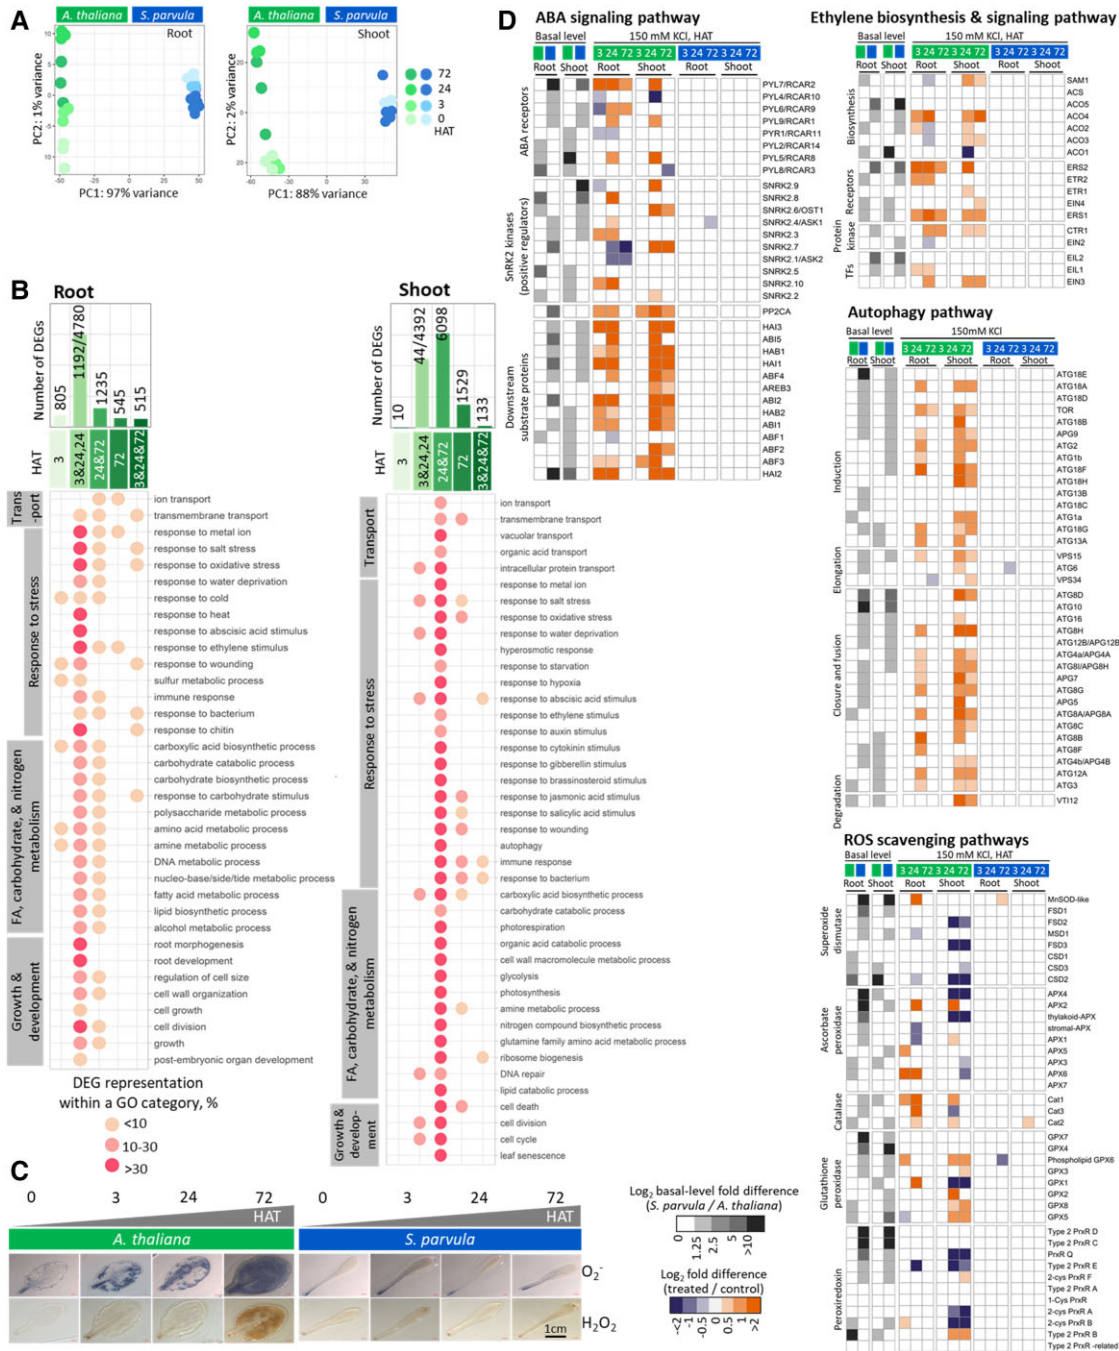 A
A. thaliana
S. parvula
A. thaliana
S. parvula
Root
Shoot
PC2: 1% variance
PC2: 2% variance
10
5
0
5
10
20
0
20
-50
-25
0
25
50
-50
-25
0
25
50
PC1: 97% variance
PC1: 88% variance
72
24
3
0
HAT
B
Root
Shoot
Number of DEGs
805
1192/4780
1235
545
515
Number of DEGs
10
44/4392
6098
1529
133
HAT
3
3&24,24
24&72
72
3&24&72
HAT
3
3&24,24
24&72
72
3&24&72
Trans
-port
Response to stress
FA, carbohydrate, & nitrogen
metabolism
Growth &
development
ion transport
transmembrane transport
response to metal ion
response to salt stress
response to oxidative stress
response to water deprivation
response to cold
response to heat
response to abscisic acid stimulus
response to ethylene stimulus
response to wounding
sulfur metabolic process
immune response
response to bacterium
response to chitin
carboxylic acid biosynthetic process
carbohydrate catabolic process
carbohydrate biosynthetic process
response to carbohydrate stimulus
polysaccharide metabolic process
amino acid metabolic process
amine metabolic process
DNA metabolic process
nucleo-base/side/tide metabolic process
fatty acid metabolic process
lipid biosynthetic process
alcohol metabolic process
root morphogenesis
root development
regulation of cell size
cell wall organization
cell growth
cell division
growth
post-embryonic organ development
DEG representation
within a GO category, %
<10
10-30
>30
Transport
Response to stress
FA, carbohydrate, & nitrogen
metabolism
Growth &
develop-
ment
ion transport
transmembrane transport
vacuolar transport
organic acid transport
intracellular protein transport
response to metal ion
response to salt stress
response to oxidative stress
response to water deprivation
hyperosmotic response
response to starvation
response to hypoxia
response to abscisic acid stimulus
response to ethylene stimulus
response to auxin stimulus
response to cytokinin stimulus
response to gibberellin stimulus
response to brassinosteroid stimulus
response to jasmonic acid stimulus
response to salicylic acid stimulus
response to wounding
autophagy
immune response
response to bacterium
carboxylic acid biosynthetic process
carbohydrate catabolic process
photorespiration
organic acid catabolic process
cell wall macromolecule metabolic process
glycolysis
photosynthesis
amine metabolic process
nitrogen compound biosynthetic process
glutamine family amino acid metabolic process
ribosome biogenesis
DNA repair
lipid catabolic process
cell death
cell division
cell cycle
leaf senescence
C
0 3 24 72 0 3 24 72
HAT HAT
A. thaliana
S. parvula
O₂⁻
H₂O₂
1cm
Log₂ basal-level fold difference
(S. parvula / A. thaliana)
0 1.25 2.5 5 >10
Log₂ fold difference
(treated / control)
<-2 -1 -0.5 0 0.5 1 >2
D
ABA signaling pathway
Basal level
150 mM KCl, HAT
3 24 72 3 24 72 3 24 72 3 24 72
Root Shoot Root Shoot Root Shoot
ABA receptors
PYL7/RCAR2
PYL4/RCAR10
PYL6/RCAR9
PYL9/RCAR1
PYR1/RCAR11
PYL2/RCAR14
PYL5/RCAR8
PYL8/RCAR3
SnRK2 kinases
(positive regulators)
SNRK2.9
SNRK2.8
SNRK2.6/OST1
SNRK2.4/ASK1
SNRK2.3
SNRK2.7
SNRK2.1/ASK2
SNRK2.5
SNRK2.10
SNRK2.2
PP2CA
Downstream
substrate proteins
HAI3
ABI5
HAB1
HAI1
ABF4
AREB3
ABI2
HAB2
ABI1
ABF1
ABF2
ABF3
HAI2
Ethylene biosynthesis & signaling pathway
Basal level
150 mM KCl, HAT
3 24 72 3 24 72 3 24 72 3 24 72
Root Shoot Root Shoot Root Shoot
Biosynthesis
SAM1
ACS
ACO5
ACO4
ACO2
ACO3
ACO1
Receptors
ERS2
ETR2
ETR1
EIN4
ERS1
Protein
kinase
CTR1
EIN2
TFs
EIL2
EIL1
EIN3
Autophagy pathway
Basal level
150mM KCl
3 24 72 3 24 72 3 24 72 3 24 72
Root Shoot Root Shoot Root Shoot
Induction
ATG18E
ATG18A
ATG18D
TOR
ATG18B
APG9
ATG2
ATG1b
ATG18F
ATG18H
ATG13B
ATG18C
ATG1a
ATG18G
ATG13A
Elongation
VPS15
ATG6
VPS34
Closure and fusion
ATG8D
ATG10
ATG16
ATG8H
ATG12B/APG12B
ATG4a/APG4A
ATG8I/APG8H
APG7
ATG8G
APG5
ATG8A/APG8A
ATG8C
ATG8B
ATG8F
ATG4b/APG4B
ATG12A
ATG3
Degradation
VTI12
ROS scavenging pathways
Basal level
150 mM KCl, HAT
3 24 72 3 24 72 3 24 72 3 24 72
Root Shoot Root Shoot Root Shoot
Superoxide
dismutase
MnSOD-like
FSD1
FSD2
MSD1
FSD3
CSD1
CSD3
CSD2
Ascorbate
peroxidase
APX4
APX2
thylakoid-APX
stromal-APX
APX1
APX5
APX3
APX6
APX7
Catalase
Cat1
Cat3
Cat2
Glutathione
peroxidase
GPX7
GPX4
Phospholipid GPX6
GPX3
GPX1
GPX2
GPX8
GPX5
Peroxiredoxin
Type 2 PrxR D
Type 2 PrxR C
PrxR Q
Type 2 PrxR E
2-cys PrxR F
Type 2 PrxR A
1-Cys PrxR
2-cys PrxR A
2-cys PrxR B
Type 2 PrxR B
Type 2 PrxR -related